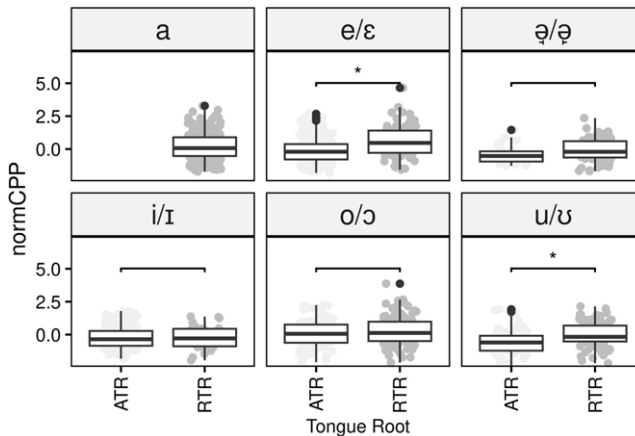 a
e/ɛ
ə̘/ə̙
5.0
2.5
0.0
*
i/ɪ
o/ɔ
u/ʊ
5.0
2.5
0.0
*
normCPP
ATR
RTR
ATR
RTR
ATR
RTR
Tongue Root